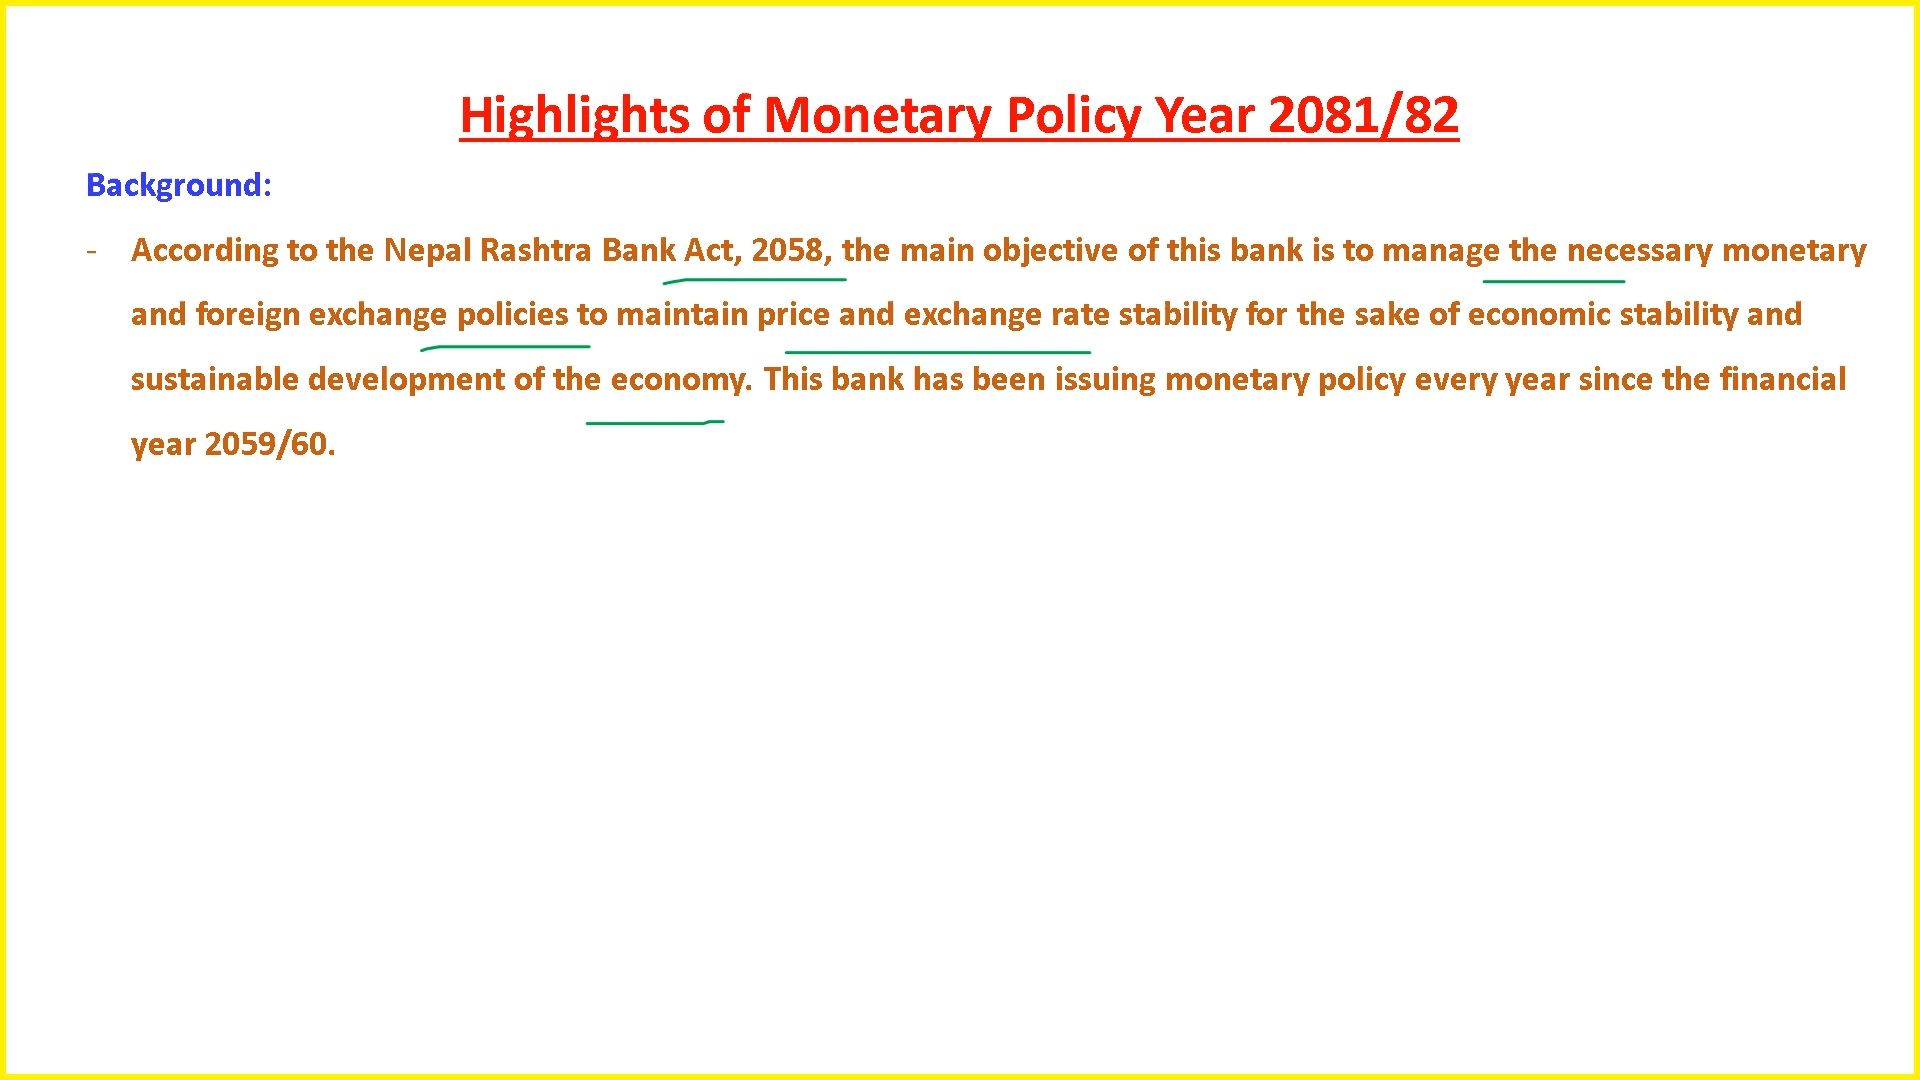 Highlights of Monetary Policy Year 2081/82
Background:
- According to the Nepal Rashtra Bank Act, 2058, the main objective of this bank is to manage the necessary monetary
and foreign exchange policies to maintain price and exchange rate stability for the sake of economic stability and
sustainable development of the economy. This bank has been issuing monetary policy every year since the financial
year 2059/60.